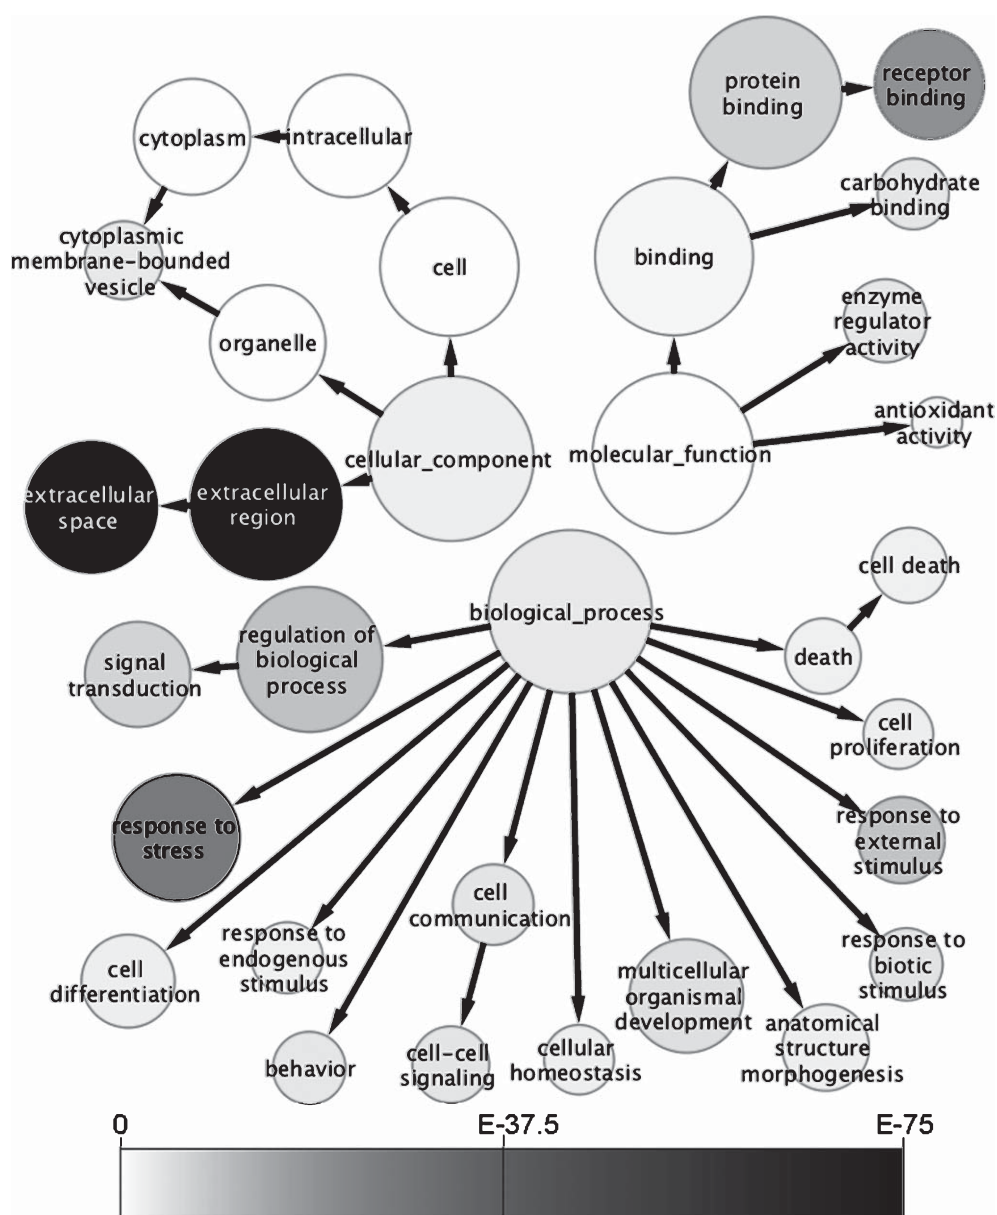 protein
binding
receptor
binding
cytoplasm
intracellular
carbohydrate
binding
cytoplasmic
membrane-bounded
vesicle
cell
binding
enzyme
regulator
activity
organelle
antioxidant
activity
cellular_component
molecular_function
extracellular
space
extracellular
region
cell death
biological_process
regulation of
biological
process
signal
transduction
death
cell
proliferation
response to
stress
response to
external
stimulus
cell
communication
response to
endogenous
stimulus
response to
biotic
stimulus
cell
differentiation
multicellular
organismal
development
anatomical
structure
morphogenesis
behavior
cell-cell
signaling
cellular
homeostasis
0
E-37.5
E-75